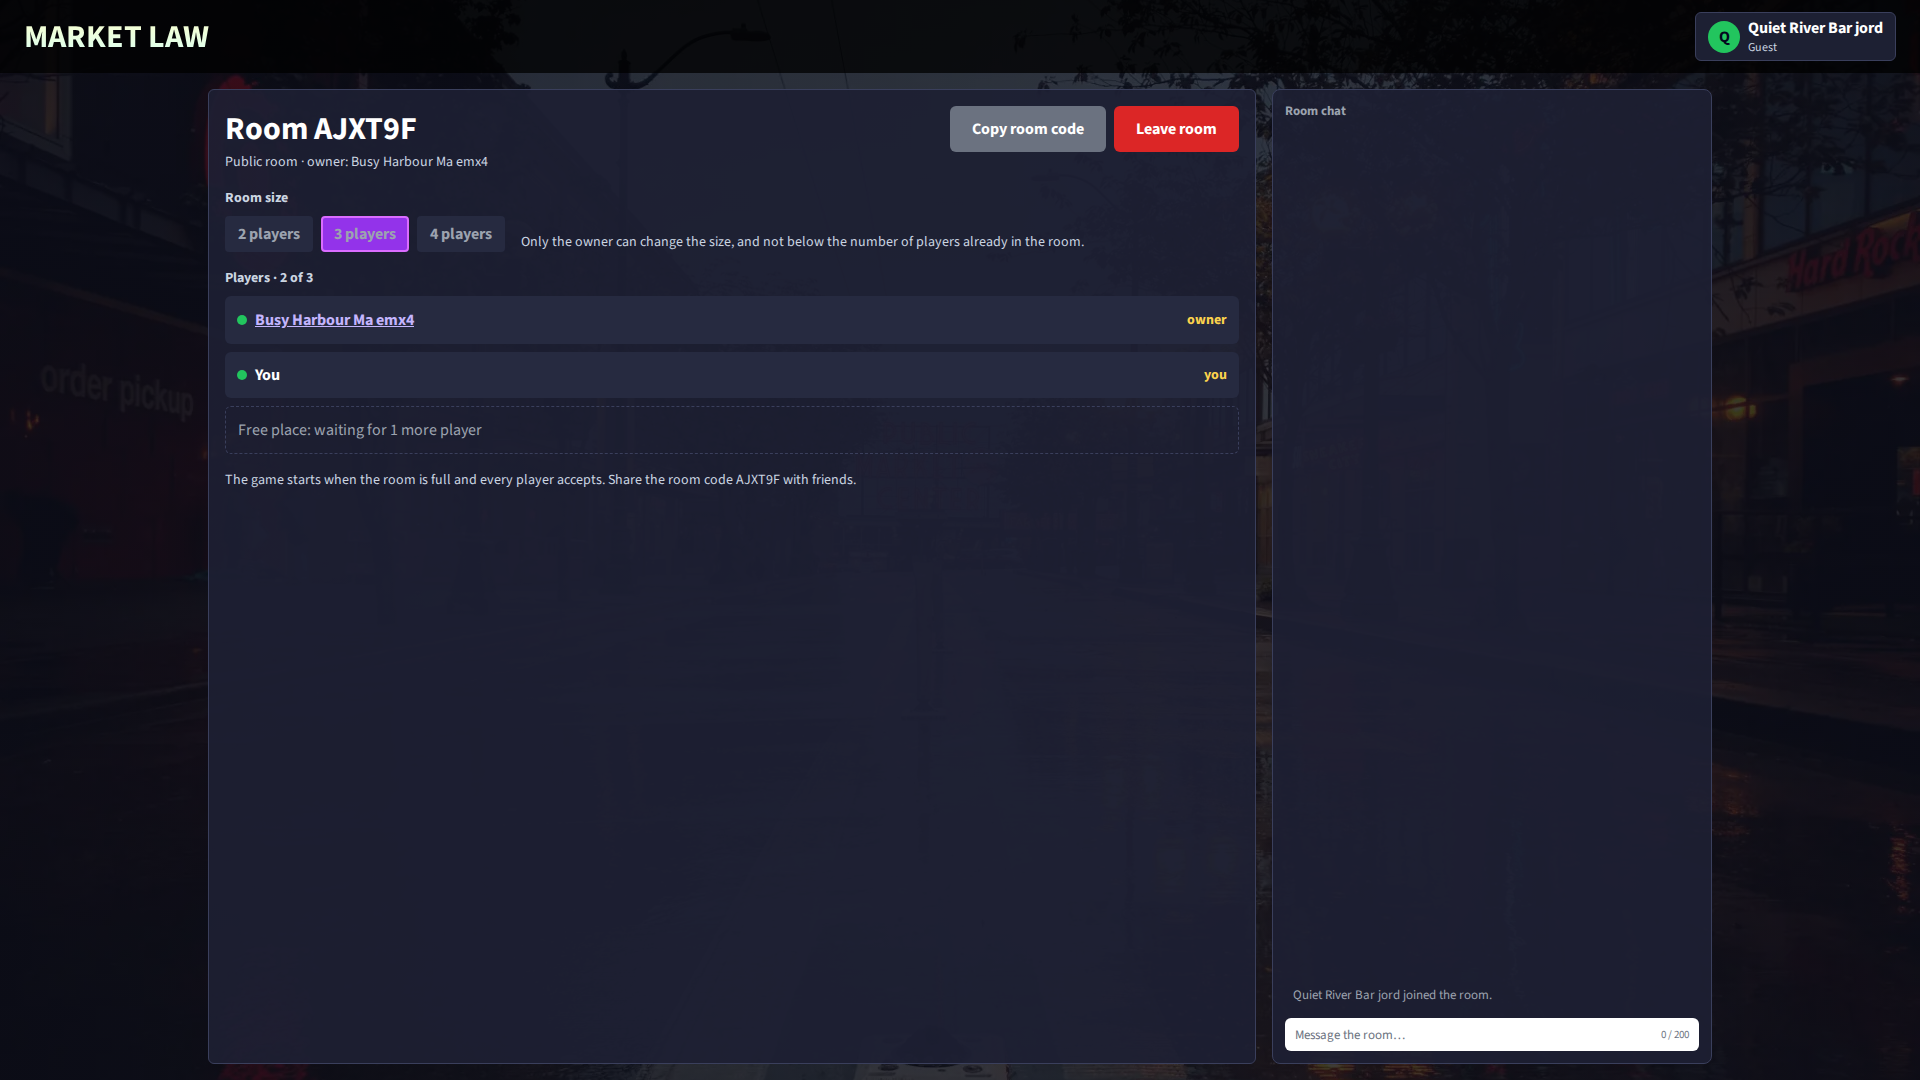 MARKET LAW
Q
Quiet River Bar jord
Guest
Room AJXT9F
Public room · owner: Busy Harbour Ma emx4
Copy room code
Leave room
Room size
2 players
3 players
4 players
Only the owner can change the size, and not below the number of players already in the room.
Players · 2 of 3
Busy Harbour Ma emx4
owner
You
you
Free place: waiting for 1 more player
The game starts when the room is full and every player accepts. Share the room code AJXT9F with friends.
Room chat
Quiet River Bar jord joined the room.
Message the room…
0 / 200
order pickup
Hard Rock